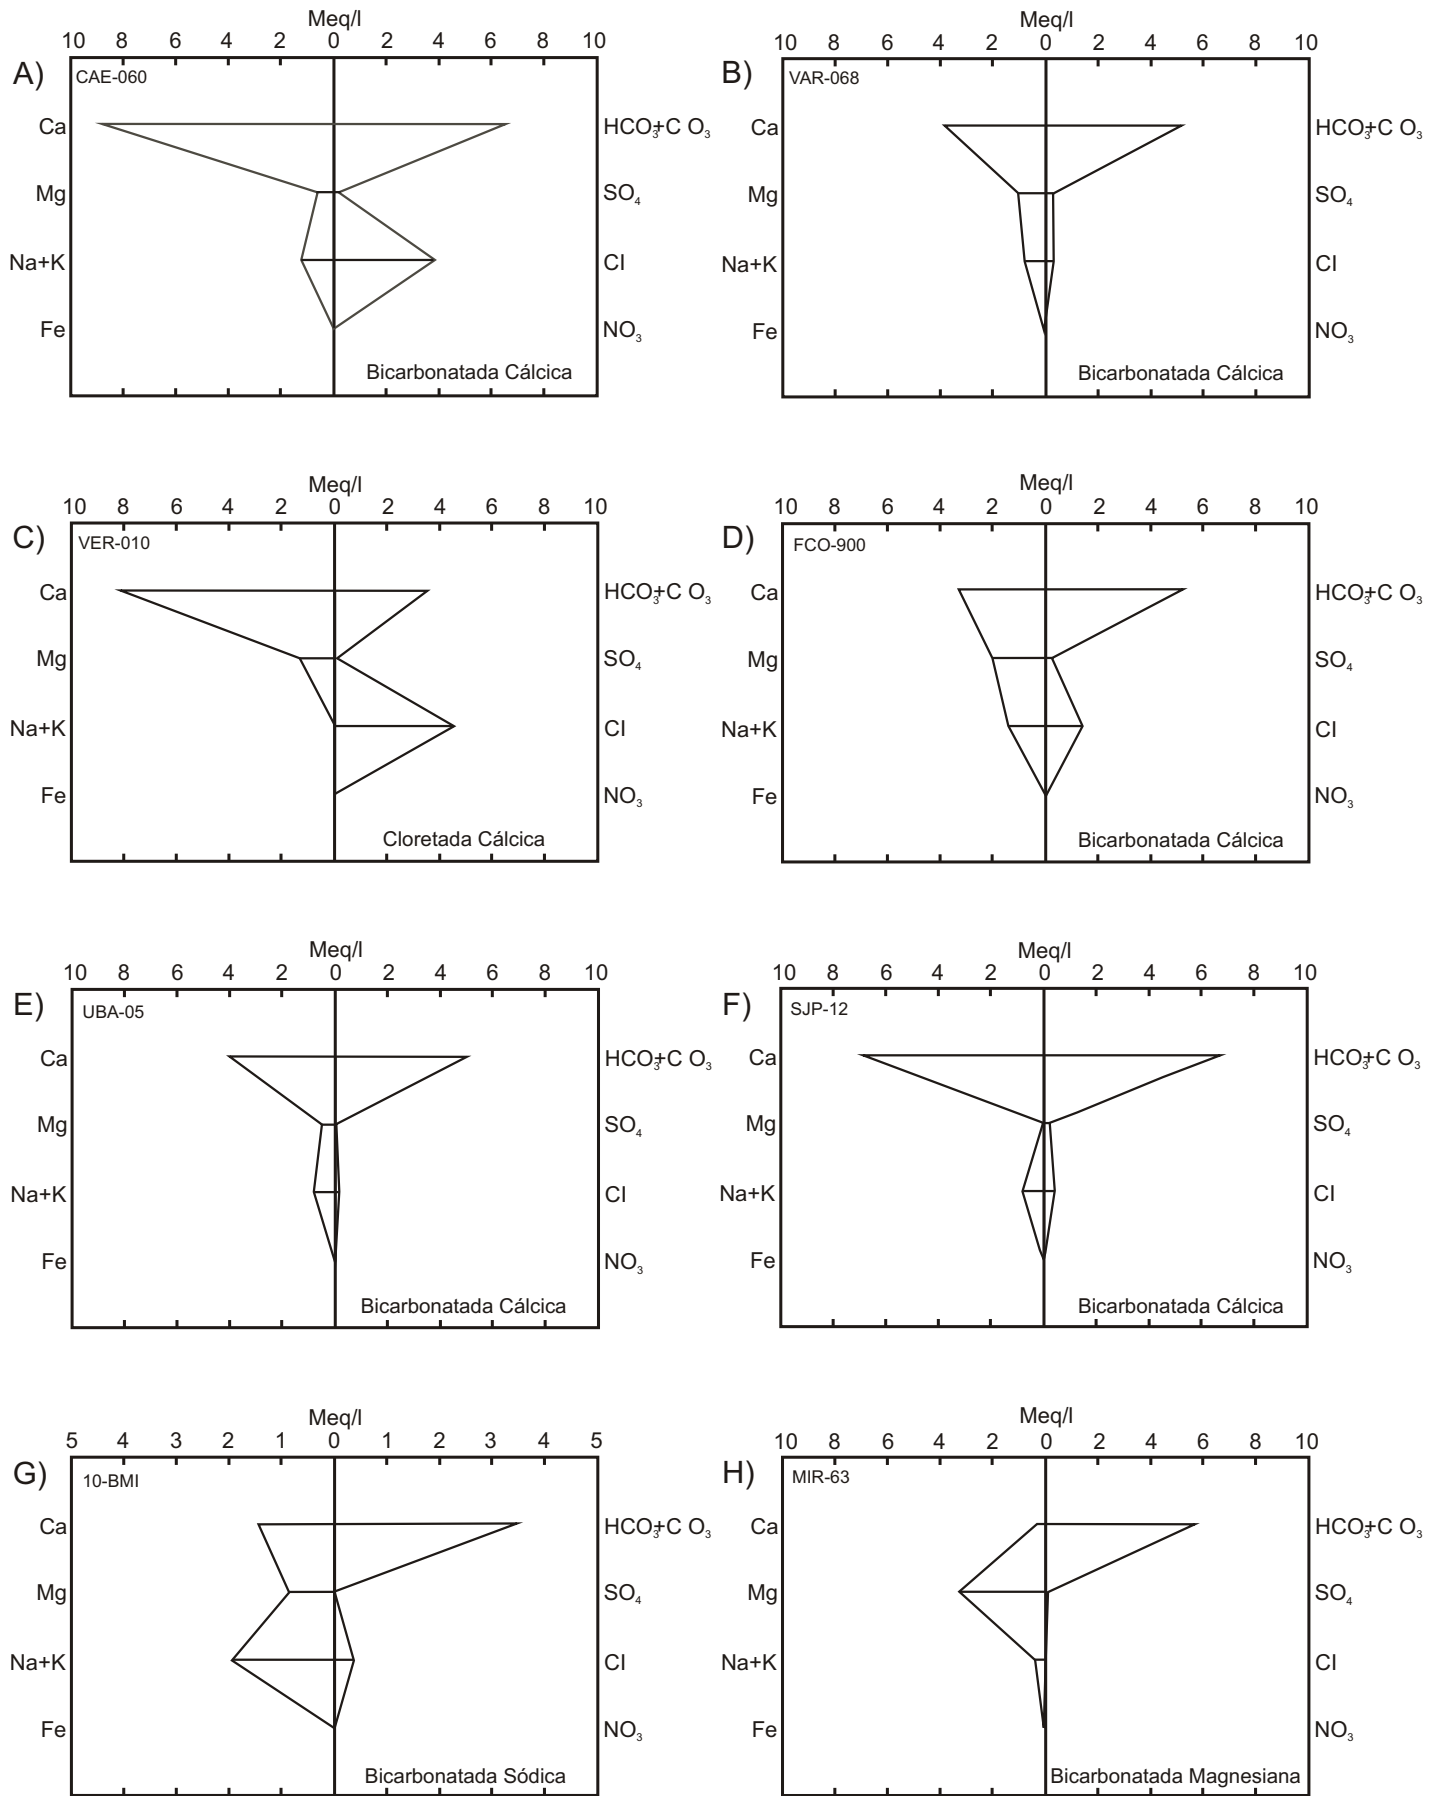 Meq/l
10 8 6 4 2 0 2 4 6 8 10
A) CAE-060
Ca HCO₃+C O₃
Mg SO₄
Na+K Cl
Fe NO₃
Bicarbonatada Cálcica
Meq/l
10 8 6 4 2 0 2 4 6 8 10
B) VAR-068
Ca HCO₃+C O₃
Mg SO₄
Na+K Cl
Fe NO₃
Bicarbonatada Cálcica
Meq/l
10 8 6 4 2 0 2 4 6 8 10
C) VER-010
Ca HCO₃+C O₃
Mg SO₄
Na+K Cl
Fe NO₃
Cloretada Cálcica
Meq/l
10 8 6 4 2 0 2 4 6 8 10
D) FCO-900
Ca HCO₃+C O₃
Mg SO₄
Na+K Cl
Fe NO₃
Bicarbonatada Cálcica
Meq/l
10 8 6 4 2 0 2 4 6 8 10
E) UBA-05
Ca HCO₃+C O₃
Mg SO₄
Na+K Cl
Fe NO₃
Bicarbonatada Cálcica
Meq/l
10 8 6 4 2 0 2 4 6 8 10
F) SJP-12
Ca HCO₃+C O₃
Mg SO₄
Na+K Cl
Fe NO₃
Bicarbonatada Cálcica
Meq/l
5 4 3 2 1 0 1 2 3 4 5
G) 10-BMI
Ca HCO₃+C O₃
Mg SO₄
Na+K Cl
Fe NO₃
Bicarbonatada Sódica
Meq/l
10 8 6 4 2 0 2 4 6 8 10
H) MIR-63
Ca HCO₃+C O₃
Mg SO₄
Na+K Cl
Fe NO₃
Bicarbonatada Magnesiana